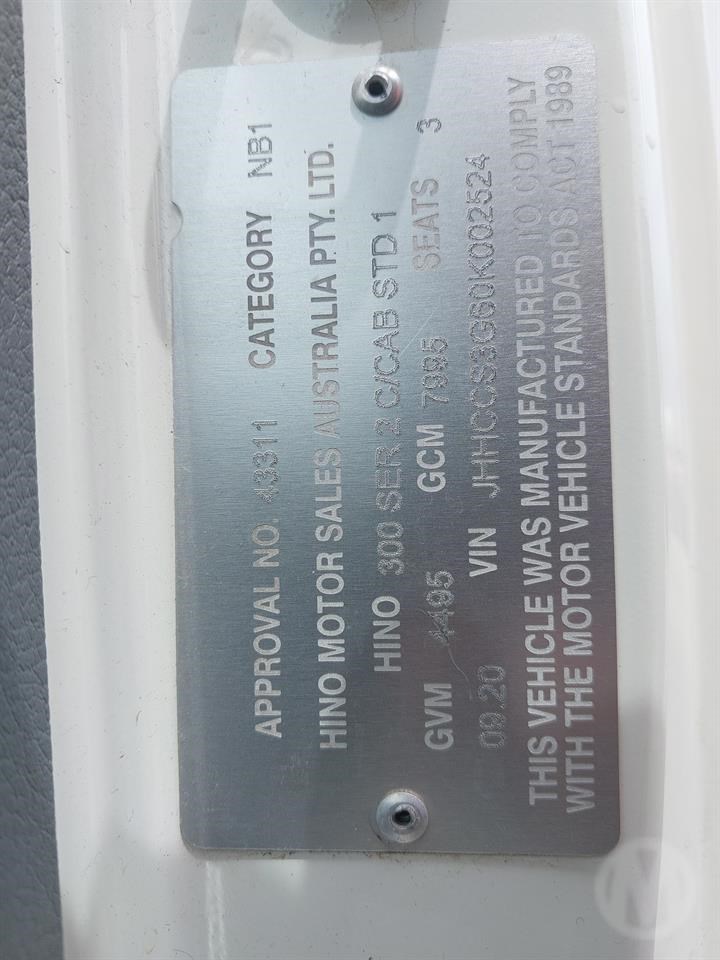 APPROVAL NO. 43311 CATEGORY NB1
HINO MOTOR SALES AUSTRALIA PTY. LTD.
HINO 300 SER 2 C/CAB STD 1
GVM 4495 GCM 7995 SEATS 3
09.20 VIN JHHCCS3G60K002524
THIS VEHICLE WAS MANUFACTURED TO COMPLY
WITH THE MOTOR VEHICLE STANDARDS ACT 1989
M